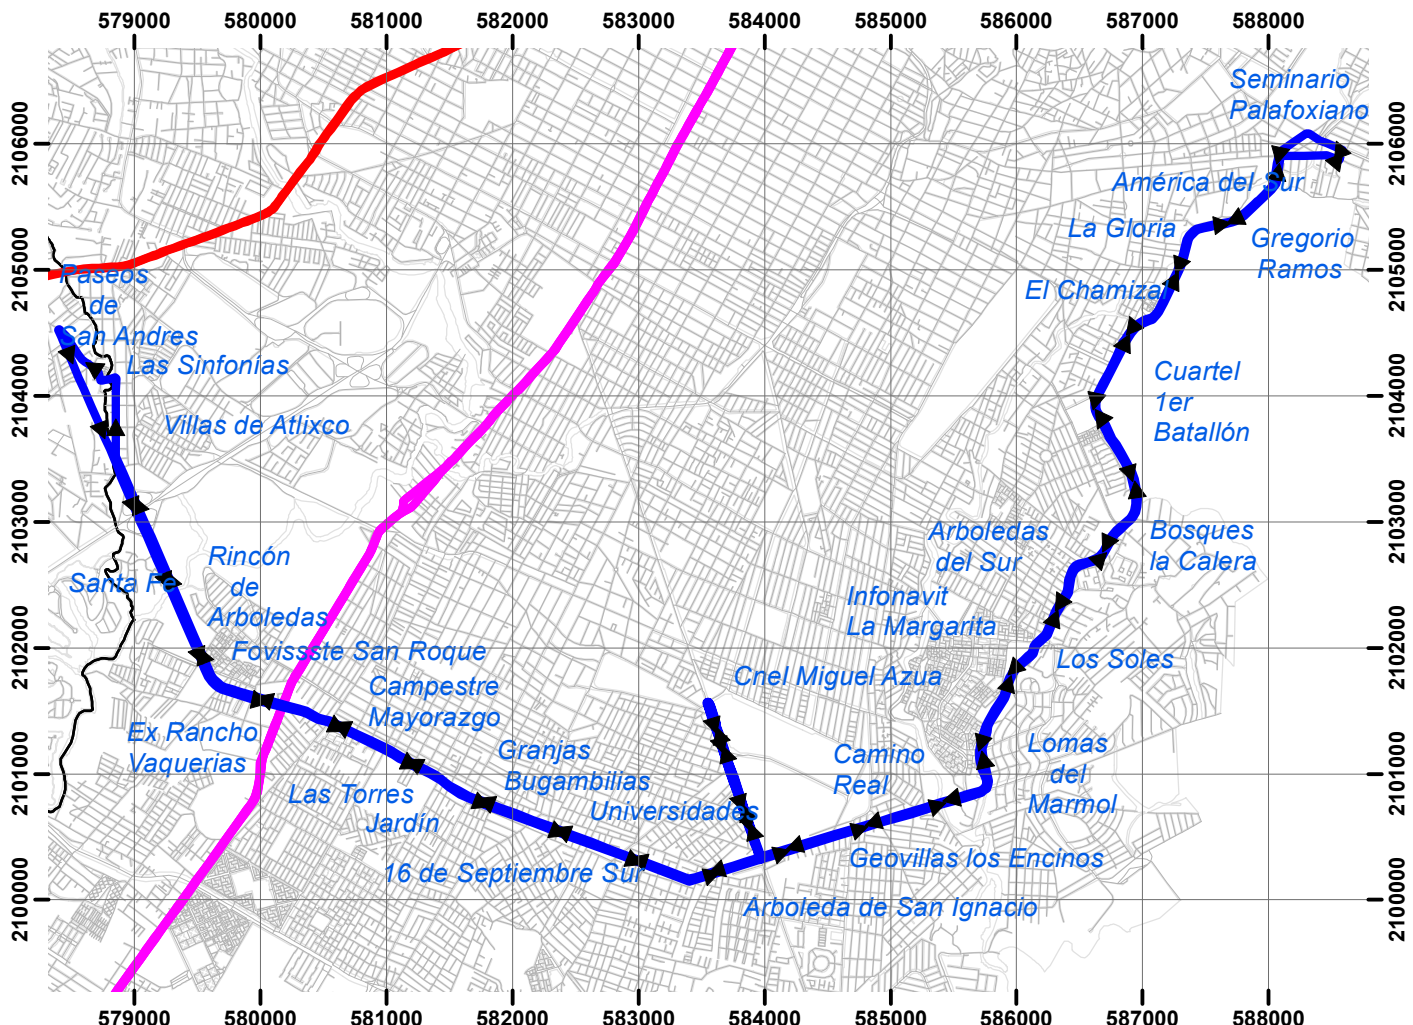 579000 580000 581000 582000 583000 584000 585000 586000 587000 588000
Seminario
Palafoxiano
2106000
2106000
América del Sur
La Gloria
Gregorio
Ramos
2105000
2105000
Paseos
de
San Andres
El Chamizal
Las Sinfonías
Cuartel
1er
Batallón
2104000
2104000
Villas de Atlixco
2103000
2103000
Arboledas
del Sur
Bosques
la Calera
Rincón
de
Arboledas
Santa Fe
Infonavit
La Margarita
2102000
2102000
Fovissste San Roque
Los Soles
Cnel Miguel Azua
Campestre
Mayorazgo
Ex Rancho
Vaquerias
Granjas
Bugambilias
Camino
Real
Lomas
del
Marmol
2101000
2101000
Las Torres
Jardín
Universidades
16 de Septiembre Sur
Geovillas los Encinos
Arboleda de San Ignacio
2100000
2100000
579000 580000 581000 582000 583000 584000 585000 586000 587000 588000